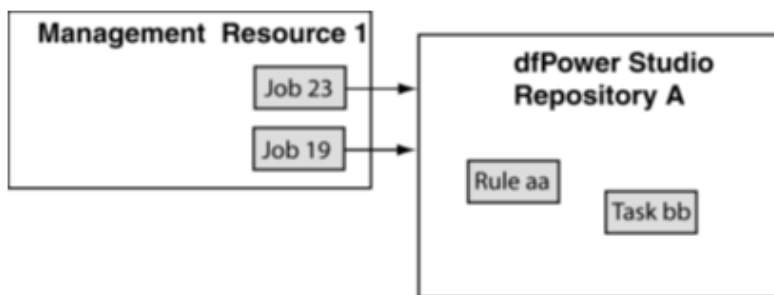 Management Resource 1
Job 23
Job 19
dfPower Studio
Repository A
Rule aa
Task bb